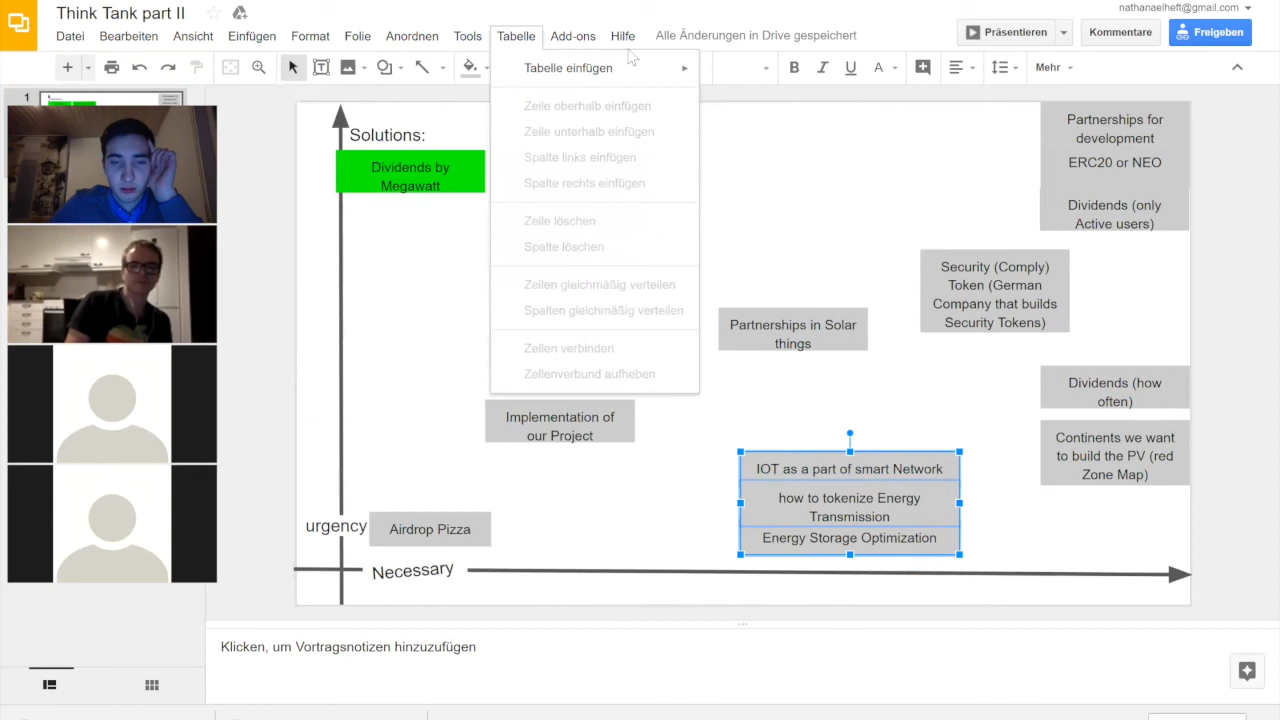 Think Tank part II
nathanaelheft@gmail.com
Datei Bearbeiten Ansicht Einfügen Format Folie Anordnen Tools Tabelle Add-ons Hilfe Alle Änderungen in Drive gespeichert
Präsentieren Kommentare Freigeben
Tabelle einfügen
B I U A Mehr
1
Zeile oberhalb einfügen
Zeile unterhalb einfügen
Spalte links einfügen
Spalte rechts einfügen
Zeile löschen
Spalte löschen
Zeilen gleichmäßig verteilen
Spalten gleichmäßig verteilen
Zellen verbinden
Zellenverbund aufheben
Solutions:
Dividends by
Megawatt
Partnerships for
development
ERC20 or NEO
Dividends (only
Active users)
Security (Comply)
Token (German
Company that builds
Security Tokens)
Partnerships in Solar
things
Dividends (how
often)
Implementation of
our Project
Continents we want
to build the PV (red
Zone Map)
IOT as a part of smart Network
how to tokenize Energy
Transmission
Energy Storage Optimization
urgency
Airdrop Pizza
Necessary
Klicken, um Vortragsnotizen hinzuzufügen